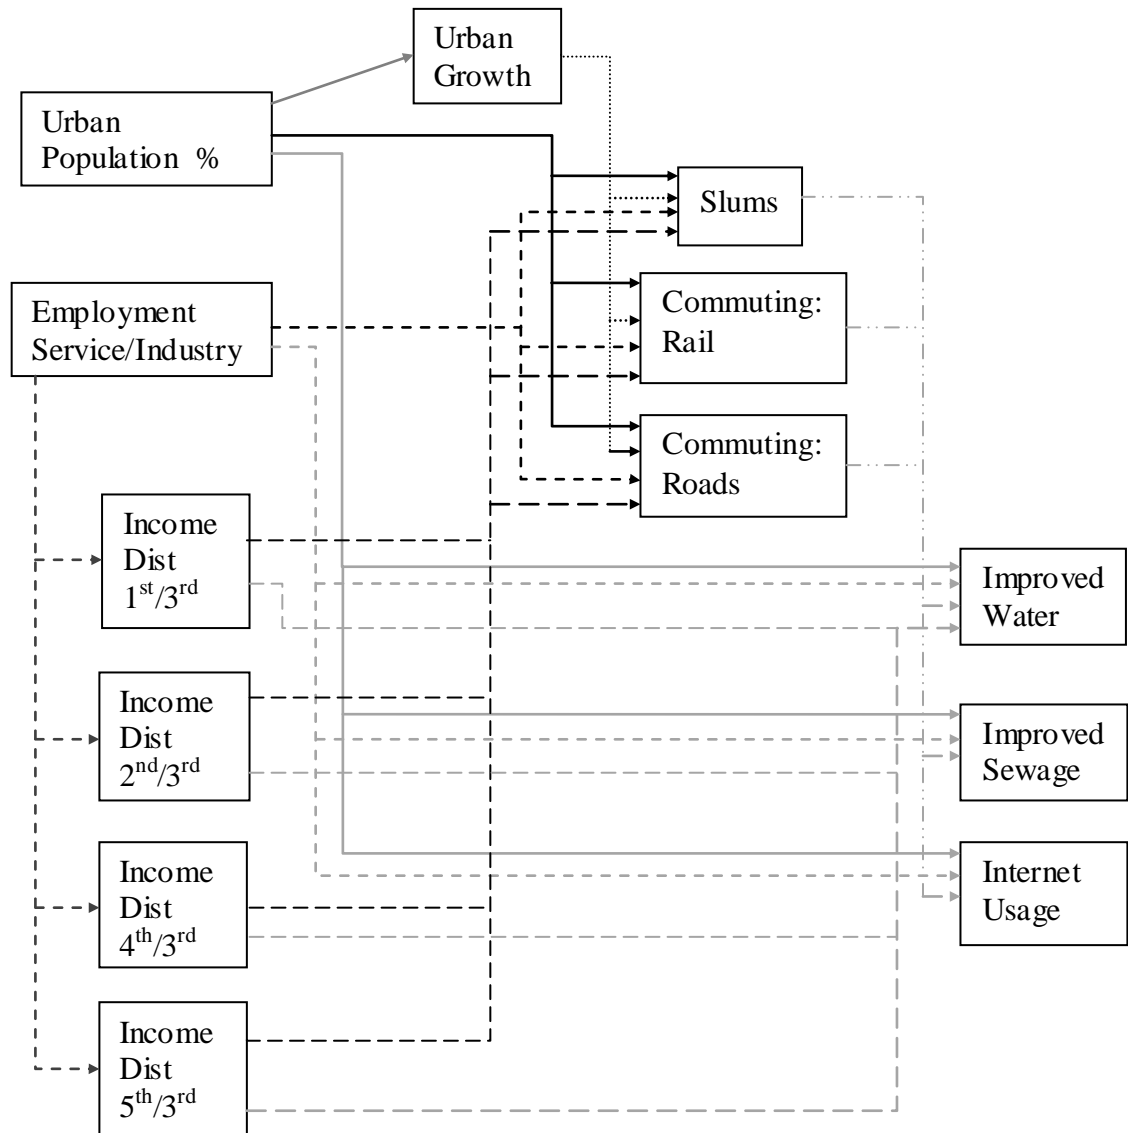 Urban
Growth
Urban
Population %
Slums
Employment
Service/Industry
Commuting:
Rail
Commuting:
Roads
Income
Dist
1st/3rd
Improved
Water
Income
Dist
2nd/3rd
Improved
Sewage
Income
Dist
4th/3rd
Internet
Usage
Income
Dist
5th/3rd